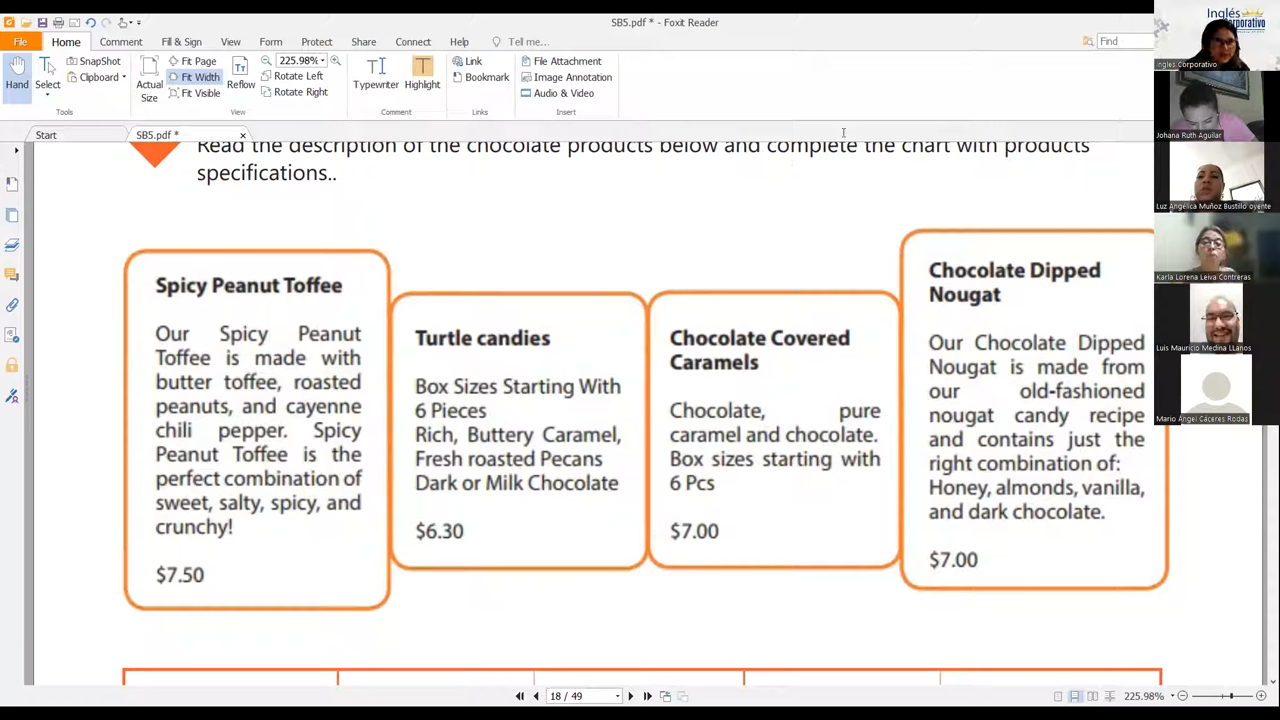 SB5.pdf * - Foxit Reader
File Home Comment Fill & Sign View Form Protect Share Connect Help Tell me... Find
Hand
Select
SnapShot
Clipboard
Actual Size
Fit Page
Fit Width
Fit Visible
Reflow
225.98%
Rotate Left
Rotate Right
Typewriter
Highlight
Link
Bookmark
File Attachment
Image Annotation
Audio & Video
Tools View Comment Links Insert
Start SB5.pdf *
Read the description of the chocolate products below and complete the chart with products
specifications..
Spicy Peanut Toffee
Our Spicy Peanut
Toffee is made with
butter toffee, roasted
peanuts, and cayenne
chili pepper. Spicy
Peanut Toffee is the
perfect combination of
sweet, salty, spicy, and
crunchy!
$7.50
Turtle candies
Box Sizes Starting With
6 Pieces
Rich, Buttery Caramel,
Fresh roasted Pecans
Dark or Milk Chocolate
$6.30
Chocolate Covered
Caramels
Chocolate, pure
caramel and chocolate.
Box sizes starting with
6 Pcs
$7.00
Chocolate Dipped
Nougat
Our Chocolate Dipped
Nougat is made from
our old-fashioned
nougat candy recipe
and contains just the
right combination of:
Honey, almonds, vanilla,
and dark chocolate.
$7.00
Inglés
Corporativo
Ingles Corporativo
Johana Ruth Aguilar
Luz Angélica Muñoz Bustillo oyente
Karla Lorena Leiva Contreras
Luis Mauricio Medina LLanos
Mario Ángel Cáceres Rodas
18 / 49
225.98%